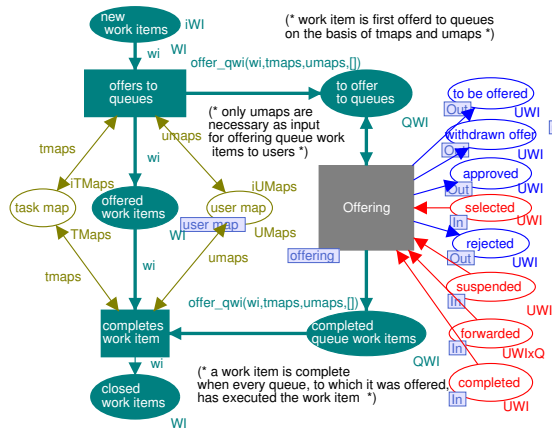 new
work items
iWI
WI
wi
(* work item is first offerd to queues
on the basis of tmaps and umaps *)
offer_qwi(wi,tmaps,umaps,[])
offers to
queues
to offer
to queues
QWI
(* only umaps are
necessary as input
for offering queue work
items to users *)
to be offered
Out
UWI
withdrawn offer
Out
UWI
approved
Out
UWI
selected
In
UWI
rejected
Out
UWI
suspended
In
UWI
forwarded
In
UWIxQ
completed
In
UWI
tmaps
umaps
wi
iTMaps
iUMaps
task map
TMaps
offered
work items
WI
user map
user map
UMaps
Offering
offering
tmaps
wi
umaps
offer_qwi(wi,tmaps,umaps,[])
completes
work item
completed
queue work items
QWI
wi
closed
work items
WI
(* a work item is complete
when every queue, to which it was offered,
has executed the work item *)